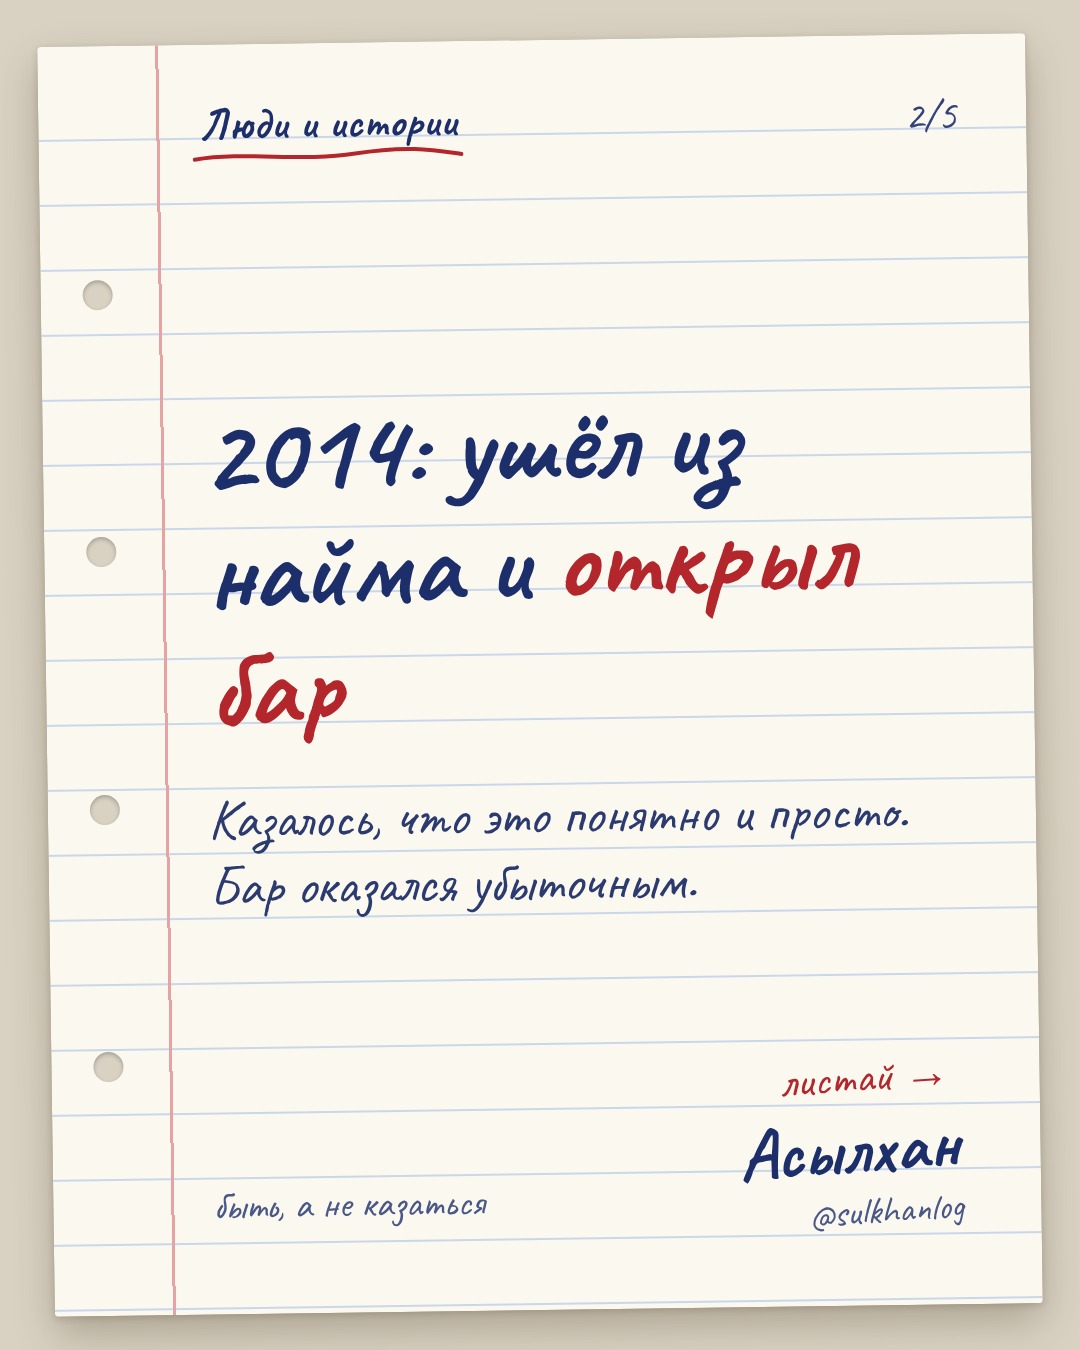 Люди и истории
2/5
2014: ушёл из
найма и открыл
бар
Казалось, что это понятно и просто.
Бар оказался убыточным.
листай →
Асылхан
быть, а не казаться
@sulkhanlog